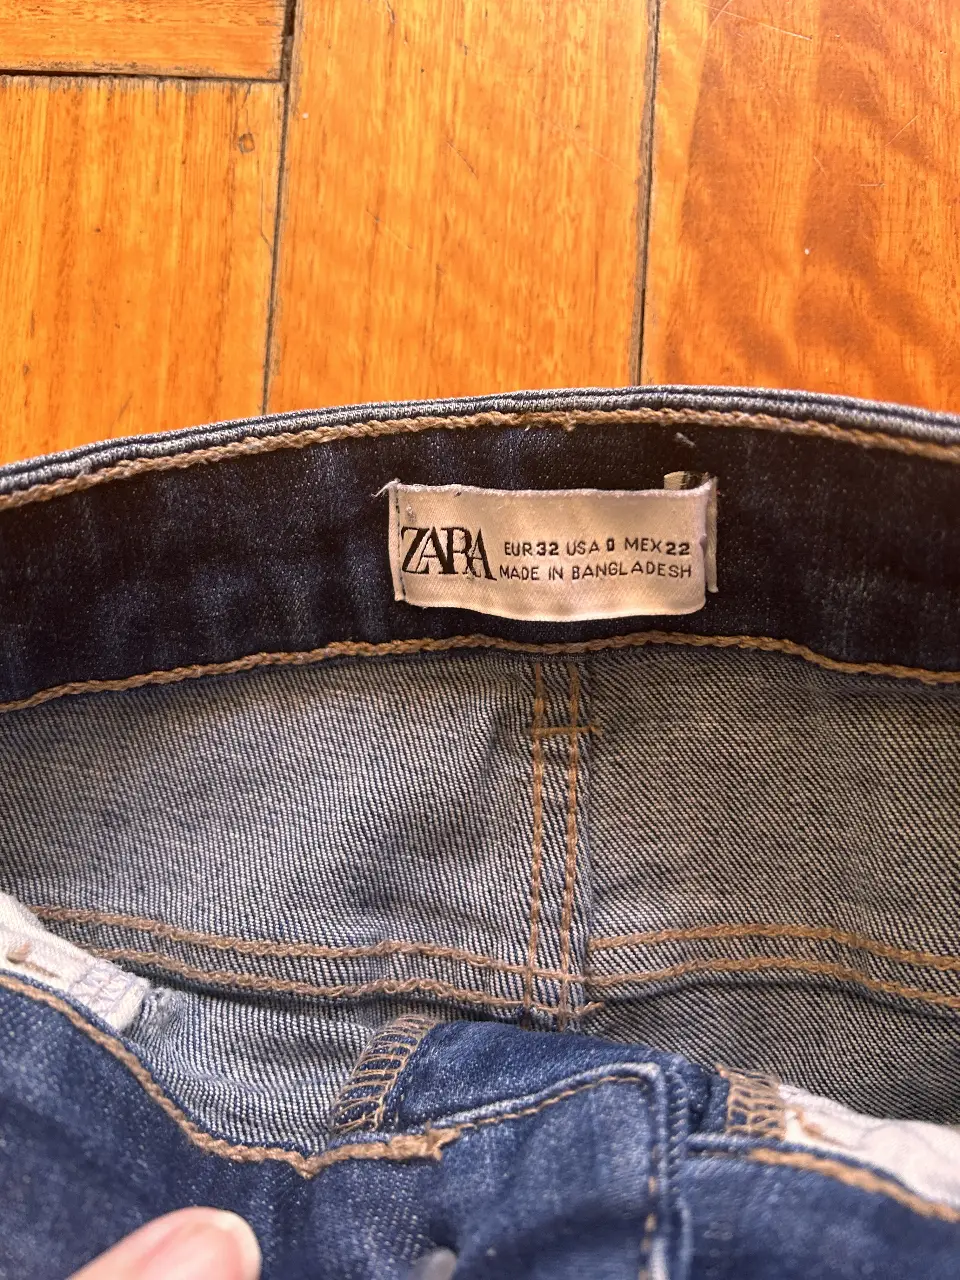 ZARA
EUR 32 USA 0 MEX 22
MADE IN BANGLADESH